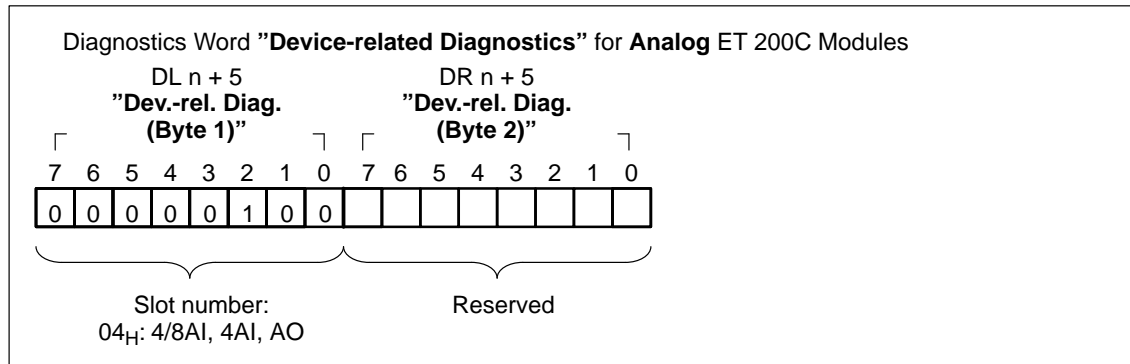 Diagnostics Word ”Device-related Diagnostics” for Analog ET 200C Modules
DL n + 5 DR n + 5
”Dev.-rel. Diag. ”Dev.-rel. Diag.
(Byte 1)” (Byte 2)”
7 6 5 4 3 2 1 0 7 6 5 4 3 2 1 0
0 0 0 0 0 1 0 0
Slot number: Reserved
04H: 4/8AI, 4AI, AO